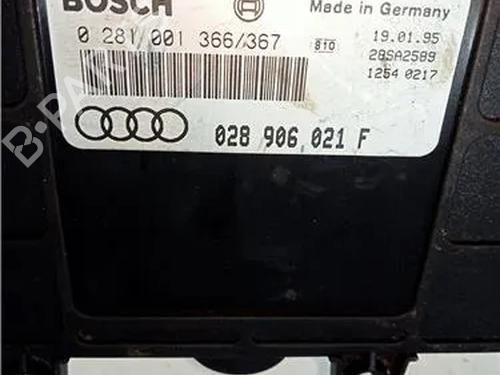 BOSCH
Made in Germany
0 281 001 366/367
810
19.01.95
28SA2589
1254 0217
028 906 021 F
B-PARTS